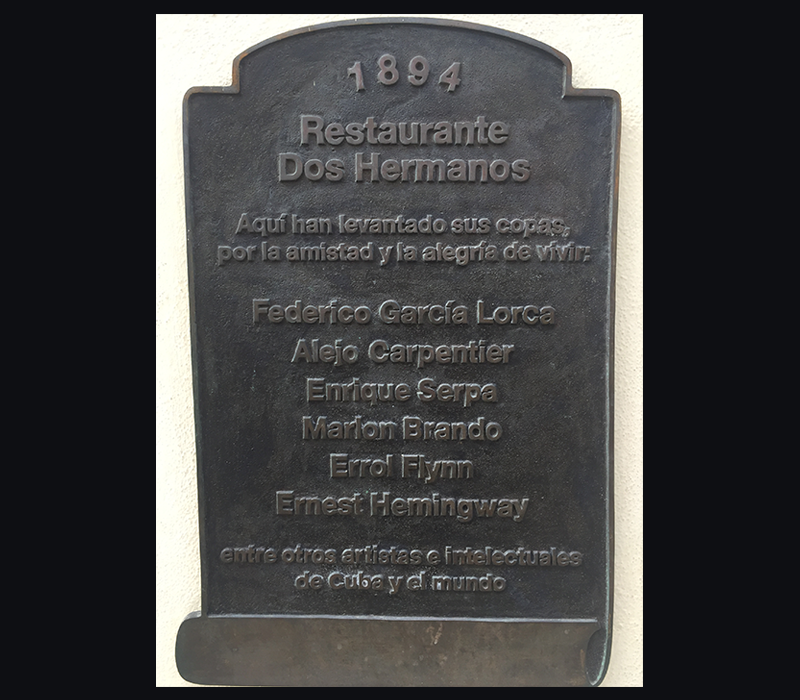 1894
Restaurante
Dos Hermanos
Aquí han levantado sus copas,
por la amistad y la alegría de vivir:
Federico García Lorca
Alejo Carpentier
Enrique Serpa
Marlon Brando
Errol Flynn
Ernest Hemingway
entre otros artistas e intelectuales
de Cuba y el mundo